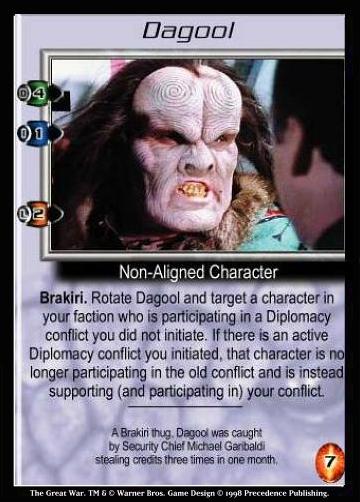 Dagool
D4
D1
L2
Non-Aligned Character
Brakiri. Rotate Dagool and target a character in
your faction who is participating in a Diplomacy
conflict you did not initiate. If there is an active
Diplomacy conflict you initiated, that character is no
longer participating in the old conflict and is instead
supporting (and participating in) your conflict.
A Brakiri thug, Dagool was caught
by Security Chief Michael Garibaldi
stealing credits three times in one month.
7
The Great War. TM & © Warner Bros. Game Design © 1998 Precedence Publishing.